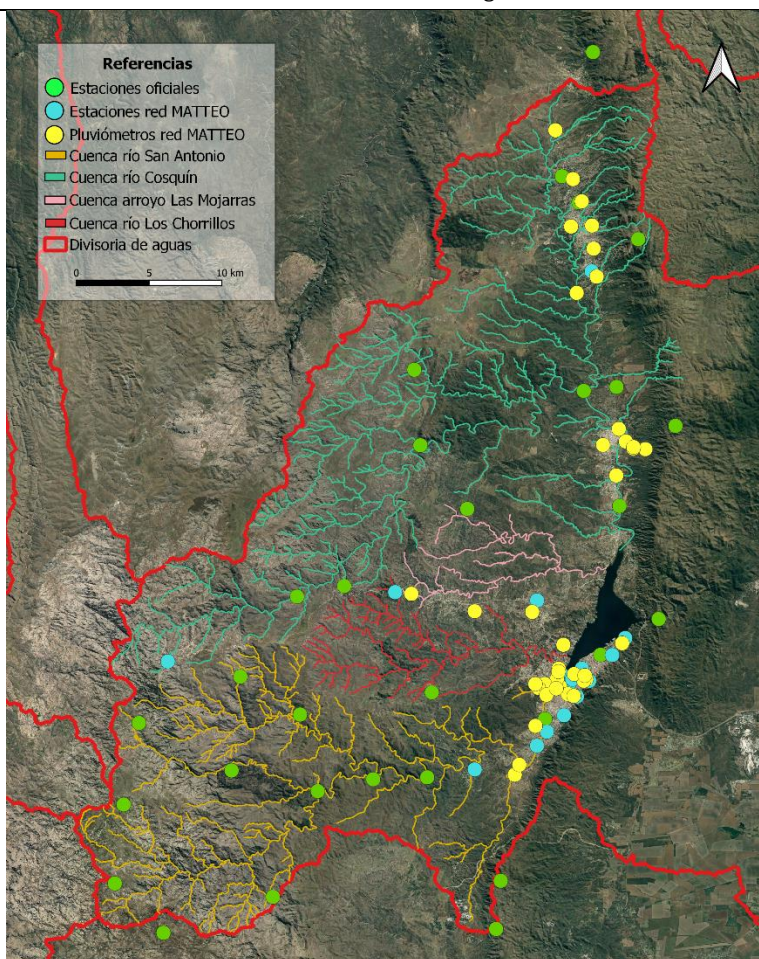 Referencias
Estaciones oficiales
Estaciones red MATTEO
Pluviómetros red MATTEO
Cuenca río San Antonio
Cuenca río Cosquín
Cuenca arroyo Las Mojarras
Cuenca río Los Chorrillos
Divisoria de aguas
0 5 10 km